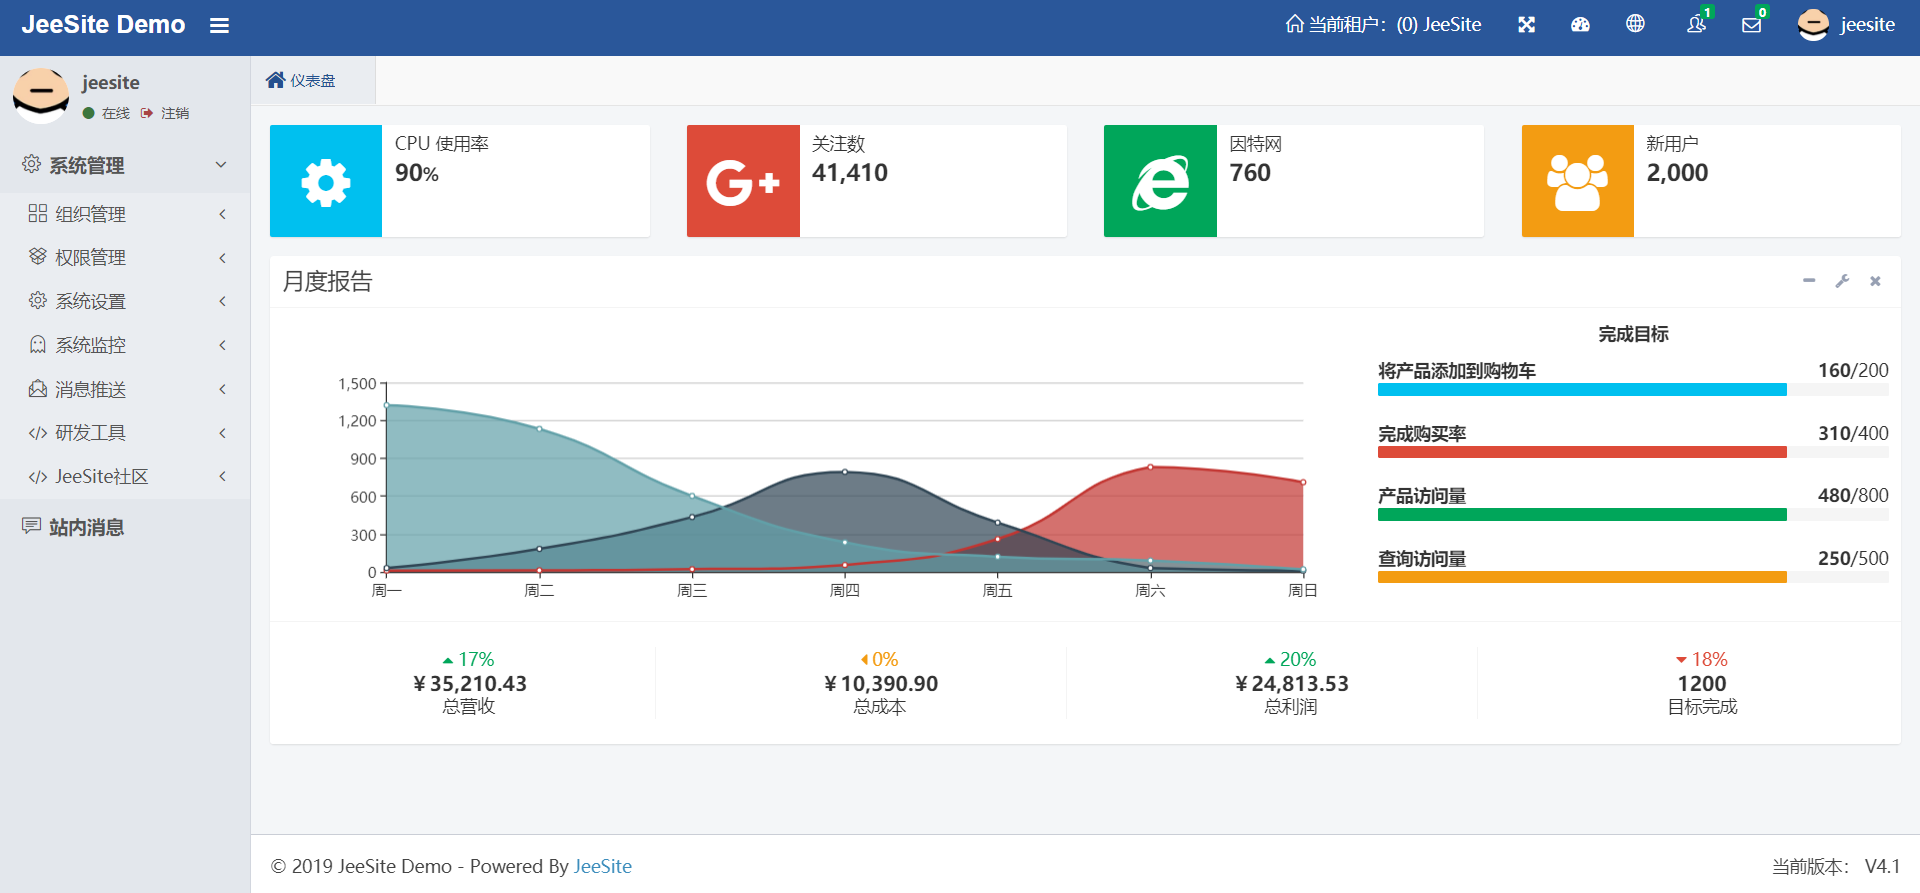 JeeSite Demo
当前租户：(0) JeeSite
1
0
jeesite
jeesite
在线 注销
系统管理
组织管理
权限管理
系统设置
系统监控
消息推送
研发工具
JeeSite社区
站内消息
仪表盘
CPU 使用率
90%
关注数
41,410
因特网
760
新用户
2,000
月度报告
1,500
1,200
900
600
300
0
周一 周二 周三 周四 周五 周六 周日
完成目标
将产品添加到购物车 160/200
完成购买率 310/400
产品访问量 480/800
查询访问量 250/500
17%
¥ 35,210.43
总营收
0%
¥ 10,390.90
总成本
20%
¥ 24,813.53
总利润
18%
1200
目标完成
© 2019 JeeSite Demo - Powered By JeeSite
当前版本： V4.1